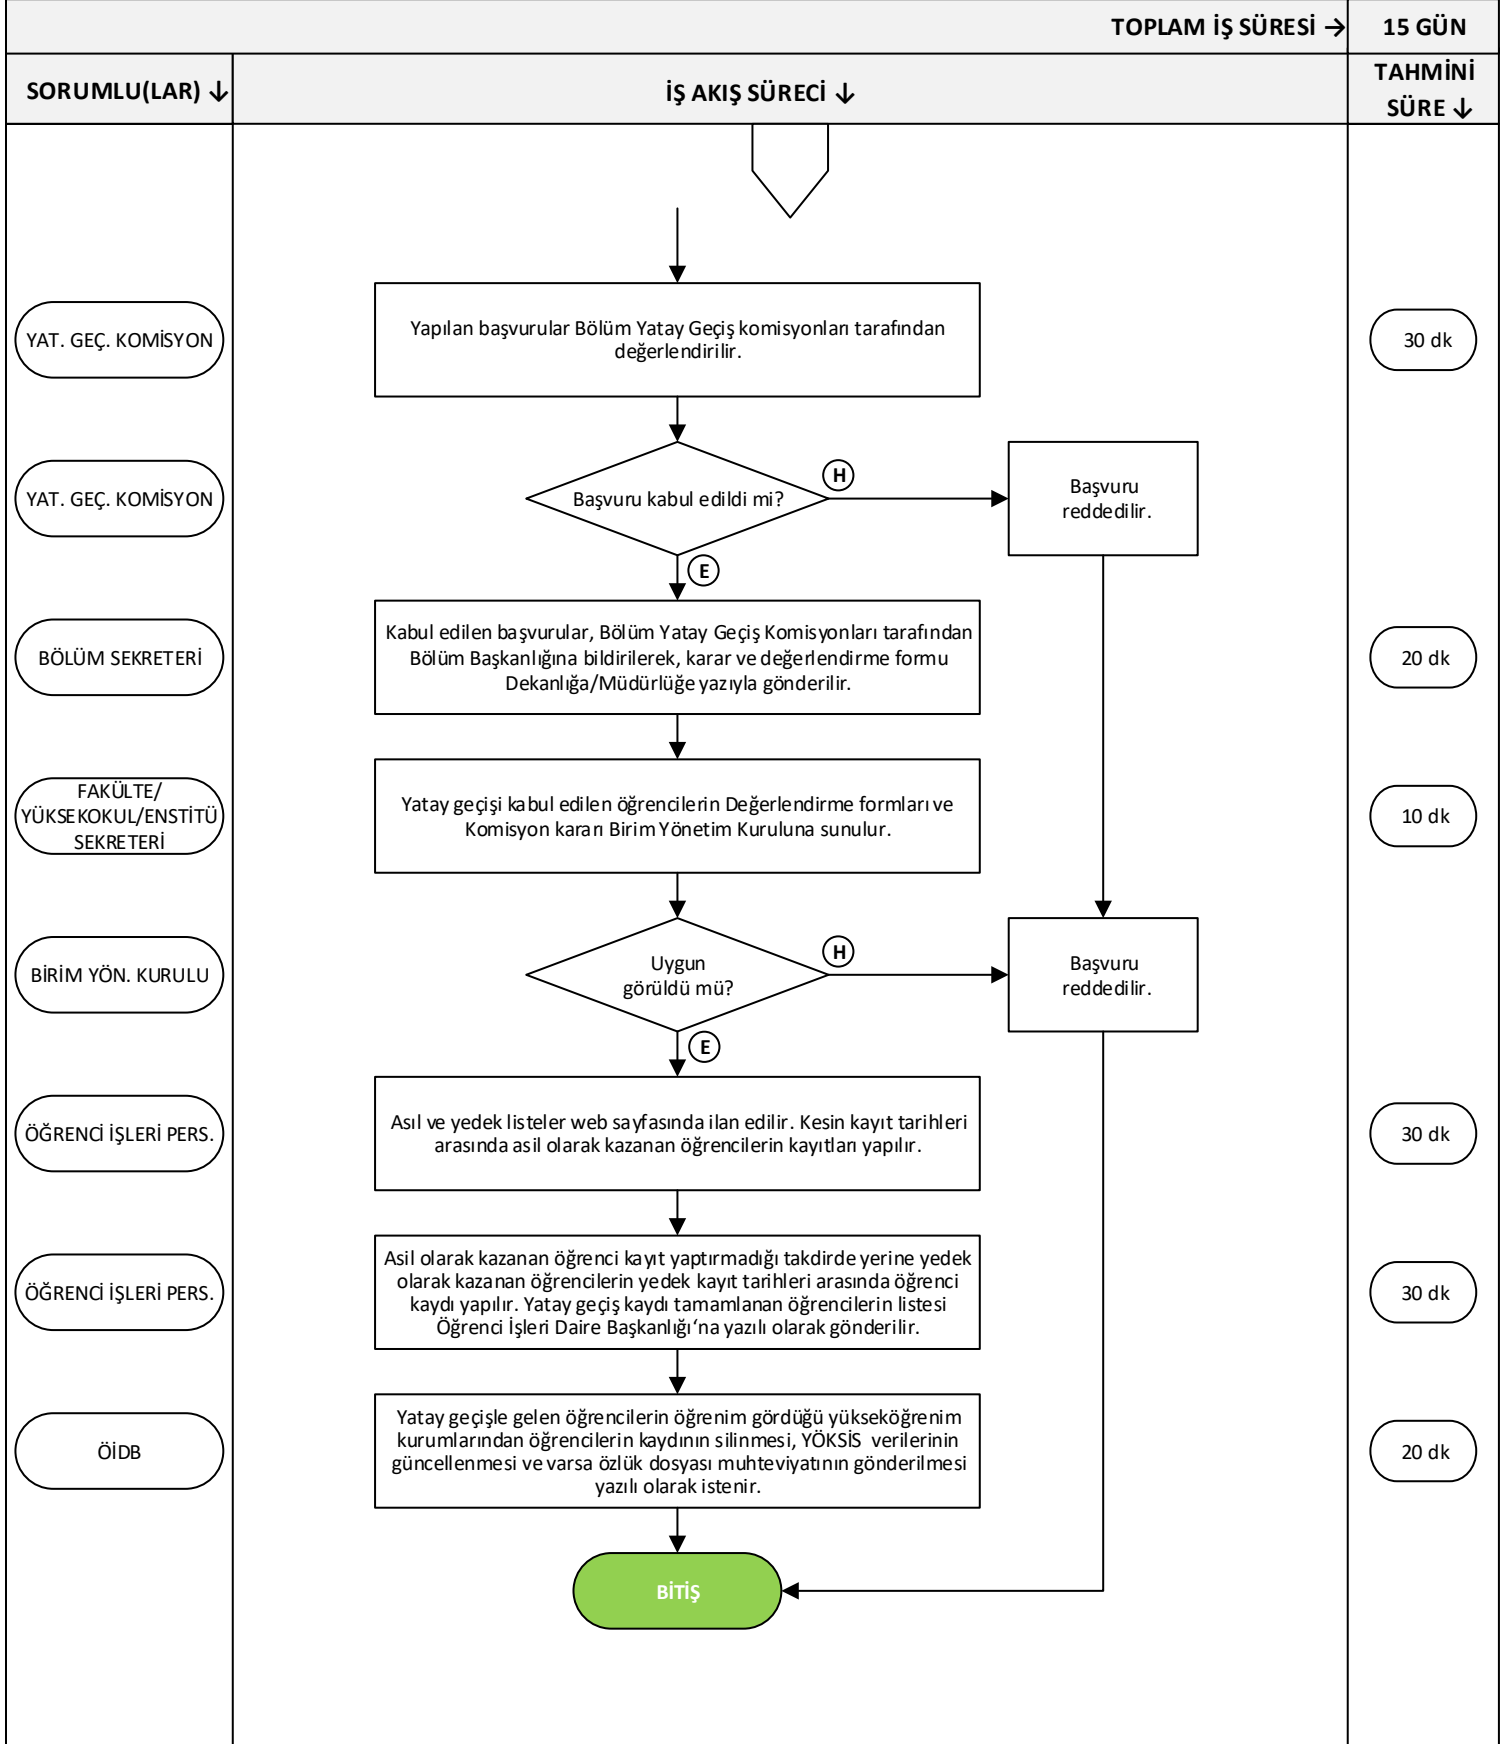 TOPLAM İŞ SÜRESİ →
15 GÜN
SORUMLU(LAR) ↓
İŞ AKIŞ SÜRECİ ↓
TAHMİNİ
SÜRE ↓
YAT. GEÇ. KOMİSYON
Yapılan başvurular Bölüm Yatay Geçiş komisyonları tarafından
değerlendirilir.
30 dk
YAT. GEÇ. KOMİSYON
Başvuru kabul edildi mi?
H
Başvuru
reddedilir.
E
BÖLÜM SEKRETERİ
Kabul edilen başvurular, Bölüm Yatay Geçiş Komisyonları tarafından
Bölüm Başkanlığına bildirilerek, karar ve değerlendirme formu
Dekanlığa/Müdürlüğe yazıyla gönderilir.
20 dk
FAKÜLTE/
YÜKSEKOKUL/ENSTİTÜ
SEKRETERİ
Yatay geçişi kabul edilen öğrencilerin Değerlendirme formları ve
Komisyon kararı Birim Yönetim Kuruluna sunulur.
10 dk
BİRİM YÖN. KURULU
Uygun
görüldü mü?
H
Başvuru
reddedilir.
E
ÖĞRENCİ İŞLERİ PERS.
Asıl ve yedek listeler web sayfasında ilan edilir. Kesin kayıt tarihleri
arasında asil olarak kazanan öğrencilerin kayıtları yapılır.
30 dk
ÖĞRENCİ İŞLERİ PERS.
Asil olarak kazanan öğrenci kayıt yaptırmadığı takdirde yerine yedek
olarak kazanan öğrencilerin yedek kayıt tarihleri arasında öğrenci
kaydı yapılır. Yatay geçiş kaydı tamamlanan öğrencilerin listesi
Öğrenci İşleri Daire Başkanlığı‘na yazılı olarak gönderilir.
30 dk
ÖİDB
Yatay geçişle gelen öğrencilerin öğrenim gördüğü yükseköğrenim
kurumlarından öğrencilerin kaydının silinmesi, YÖKSİS verilerinin
güncellenmesi ve varsa özlük dosyası muhteviyatının gönderilmesi
yazılı olarak istenir.
20 dk
BİTİŞ